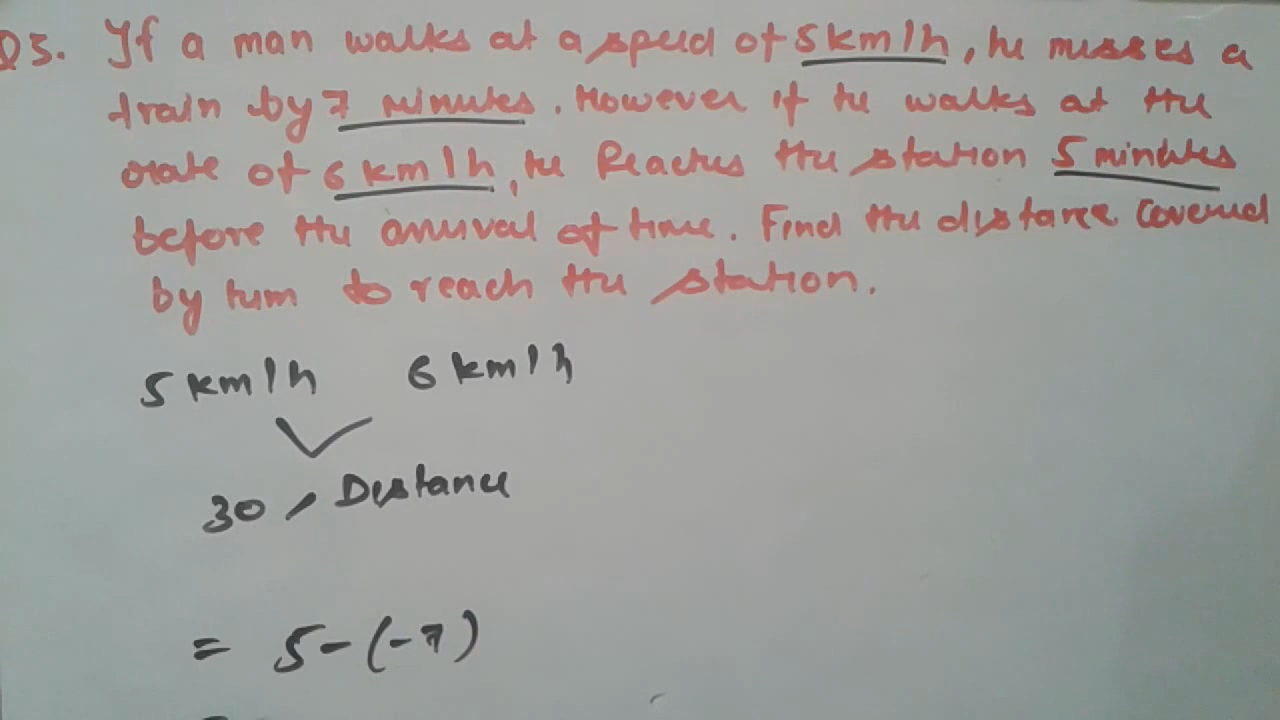 Q3. If a man walks at a speed of 5km/h, he misses a
train by 7 minutes. However if he walks at the
rate of 6 km/h, he Reaches the station 5 minutes
before the arrival of time. Find the distance covered
by him to reach the station.
5 km/h 6 km/h
30 , Distance
= 5-(-7)